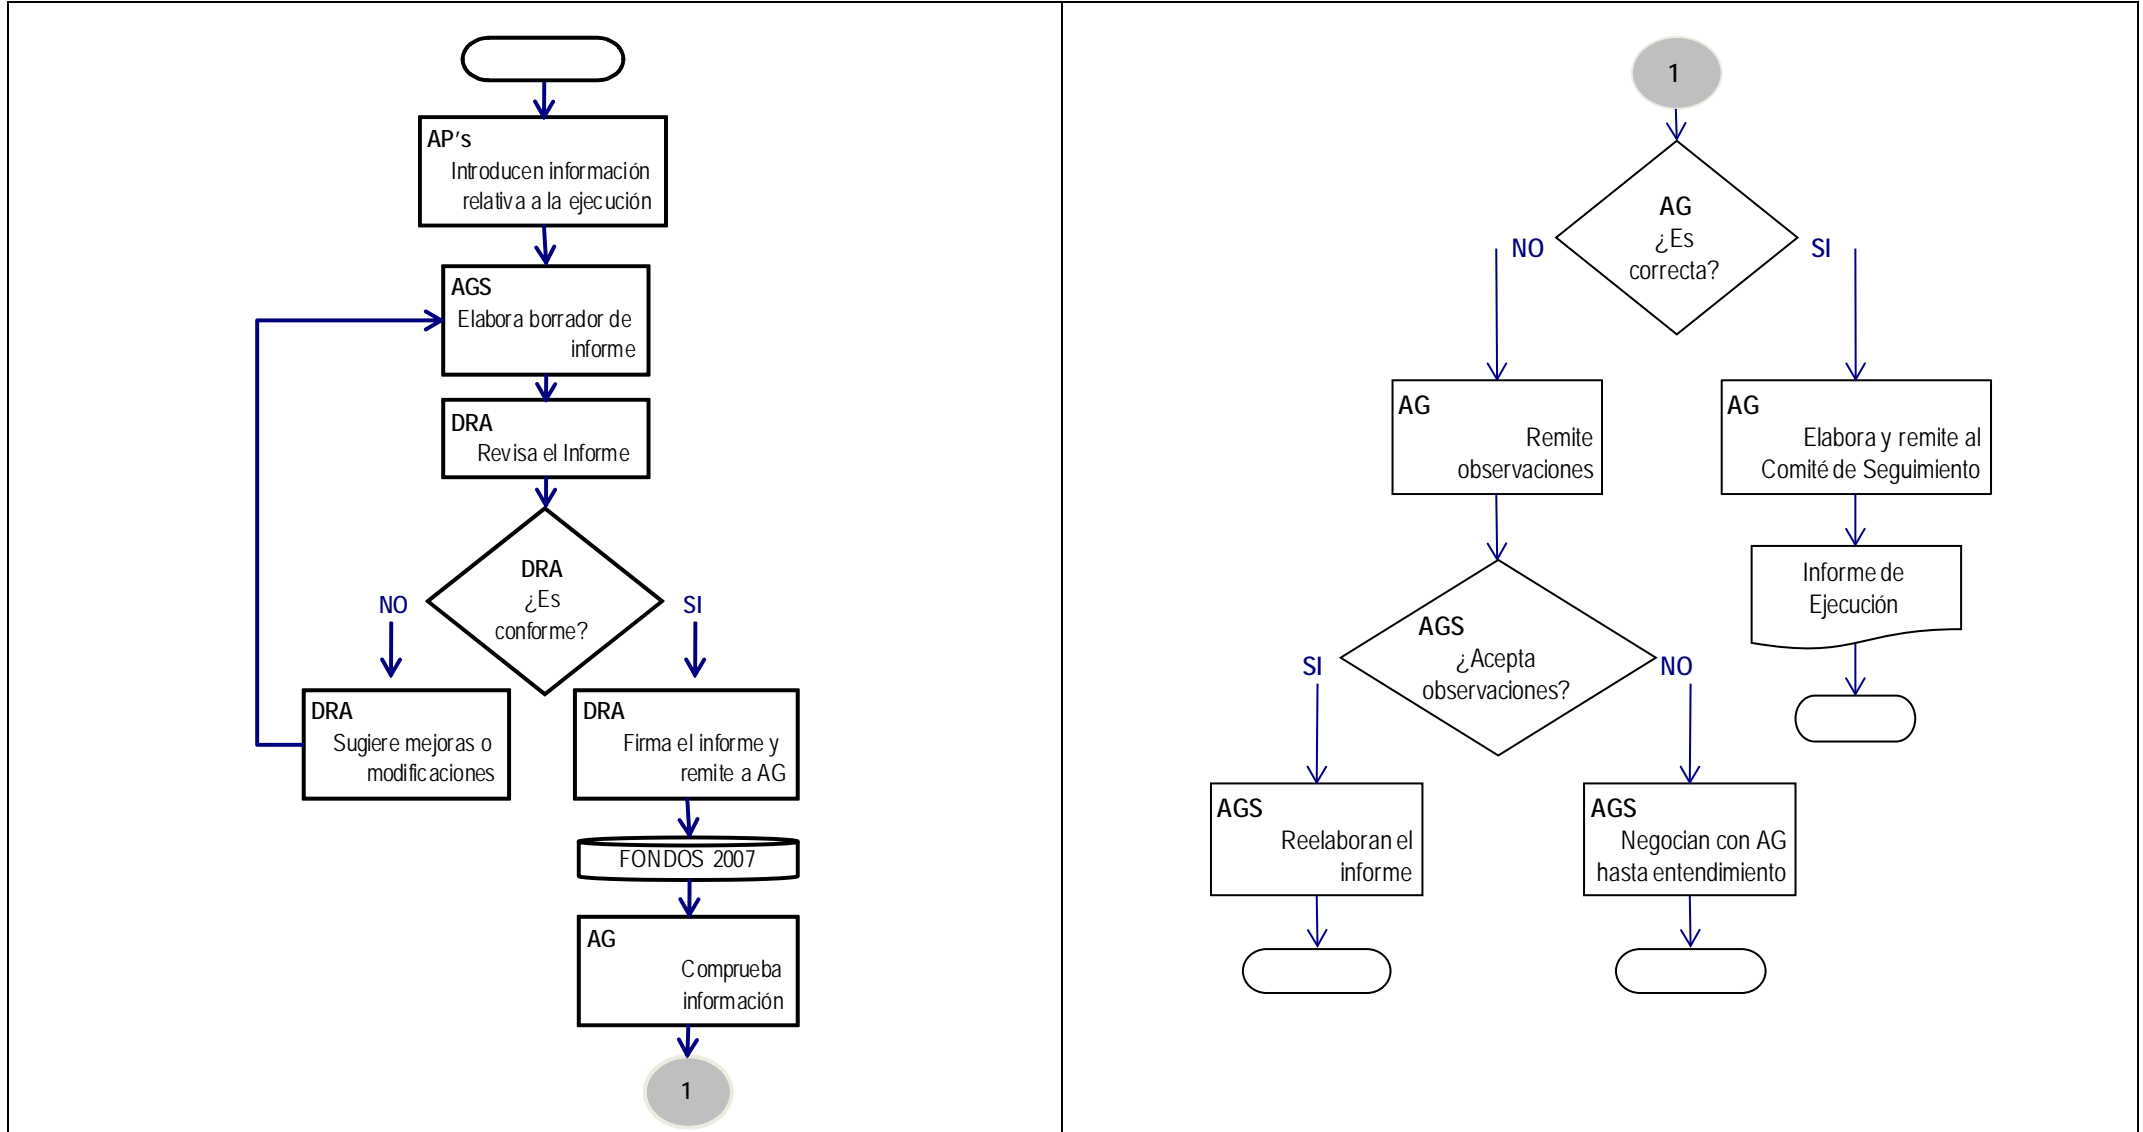 AP's
Introducen información
relativa a la ejecución
AGS
Elabora borrador de
informe
DRA
Revisa el Informe
DRA
¿Es
conforme?
NO
SI
DRA
Sugiere mejoras o
modificaciones
DRA
Firma el informe y
remite a AG
FONDOS 2007
AG
Comprueba
información
1
1
AG
¿Es
correcta?
NO
SI
AG
Remite
observaciones
AG
Elabora y remite al
Comité de Seguimiento
Informe de
Ejecución
AGS
¿Acepta
observaciones?
SI
NO
AGS
Reelaboran el
informe
AGS
Negocian con AG
hasta entendimiento